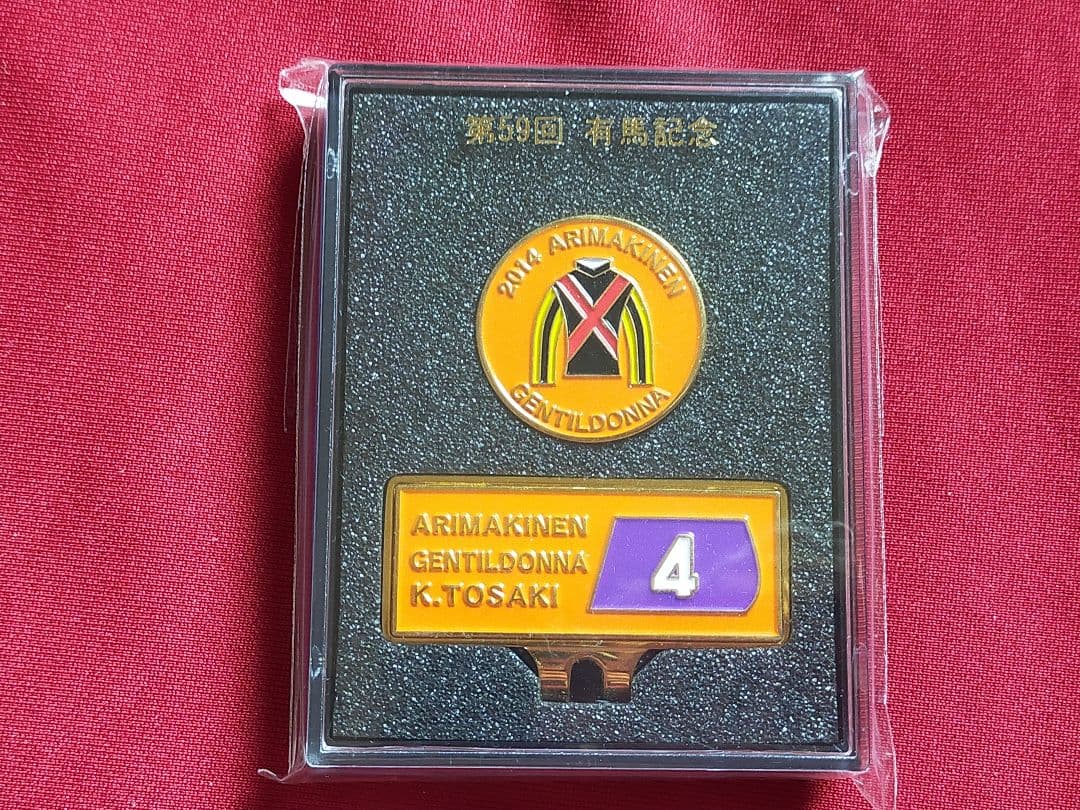 第59回 有馬記念
2014 ARIMAKINEN
GENTILDONNA
ARIMAKINEN
GENTILDONNA
K.TOSAKI
4